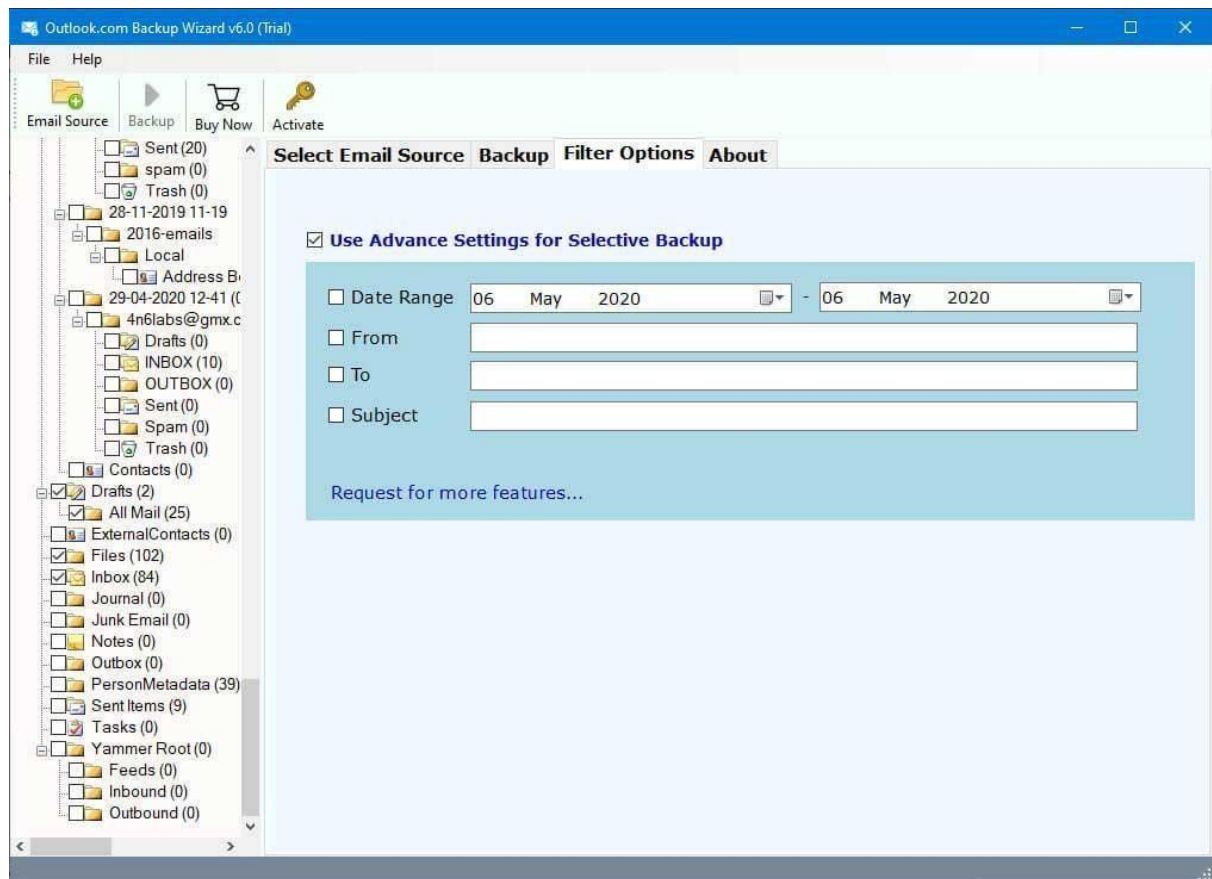 Outlook.com Backup Wizard v6.0 (Trial)
File Help
Email Source Backup Buy Now Activate
Sent (20)
spam (0)
Trash (0)
28-11-2019 11-19
2016-emails
Local
Address B
29-04-2020 12-41 (
4n6labs@gmx.c
Drafts (0)
INBOX (10)
OUTBOX (0)
Sent (0)
Spam (0)
Trash (0)
Contacts (0)
Drafts (2)
All Mail (25)
ExternalContacts (0)
Files (102)
Inbox (84)
Journal (0)
Junk Email (0)
Notes (0)
Outbox (0)
PersonMetadata (39)
Sent Items (9)
Tasks (0)
Yammer Root (0)
Feeds (0)
Inbound (0)
Outbound (0)
Select Email Source Backup Filter Options About
Use Advance Settings for Selective Backup
Date Range 06 May 2020 - 06 May 2020
From
To
Subject
Request for more features...